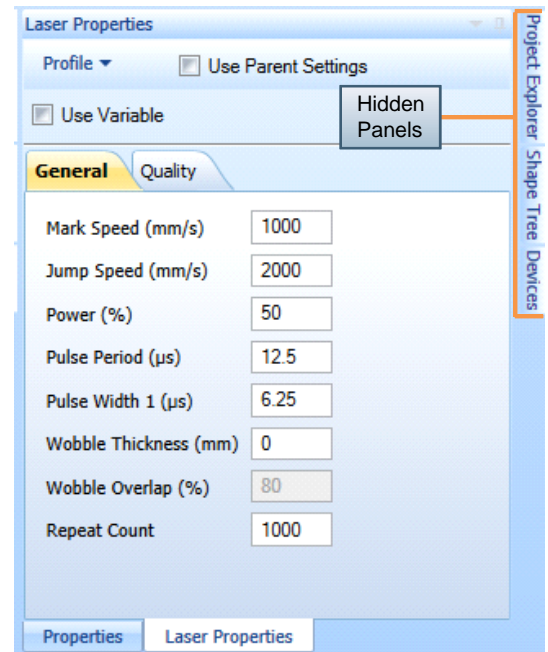 Laser Properties
Profile
Use Parent Settings
Use Variable
Hidden
Panels
General
Quality
Mark Speed (mm/s) 1000
Jump Speed (mm/s) 2000
Power (%) 50
Pulse Period (µs) 12.5
Pulse Width 1 (µs) 6.25
Wobble Thickness (mm) 0
Wobble Overlap (%) 80
Repeat Count 1000
Properties
Laser Properties
Project Explorer
Shape Tree
Devices